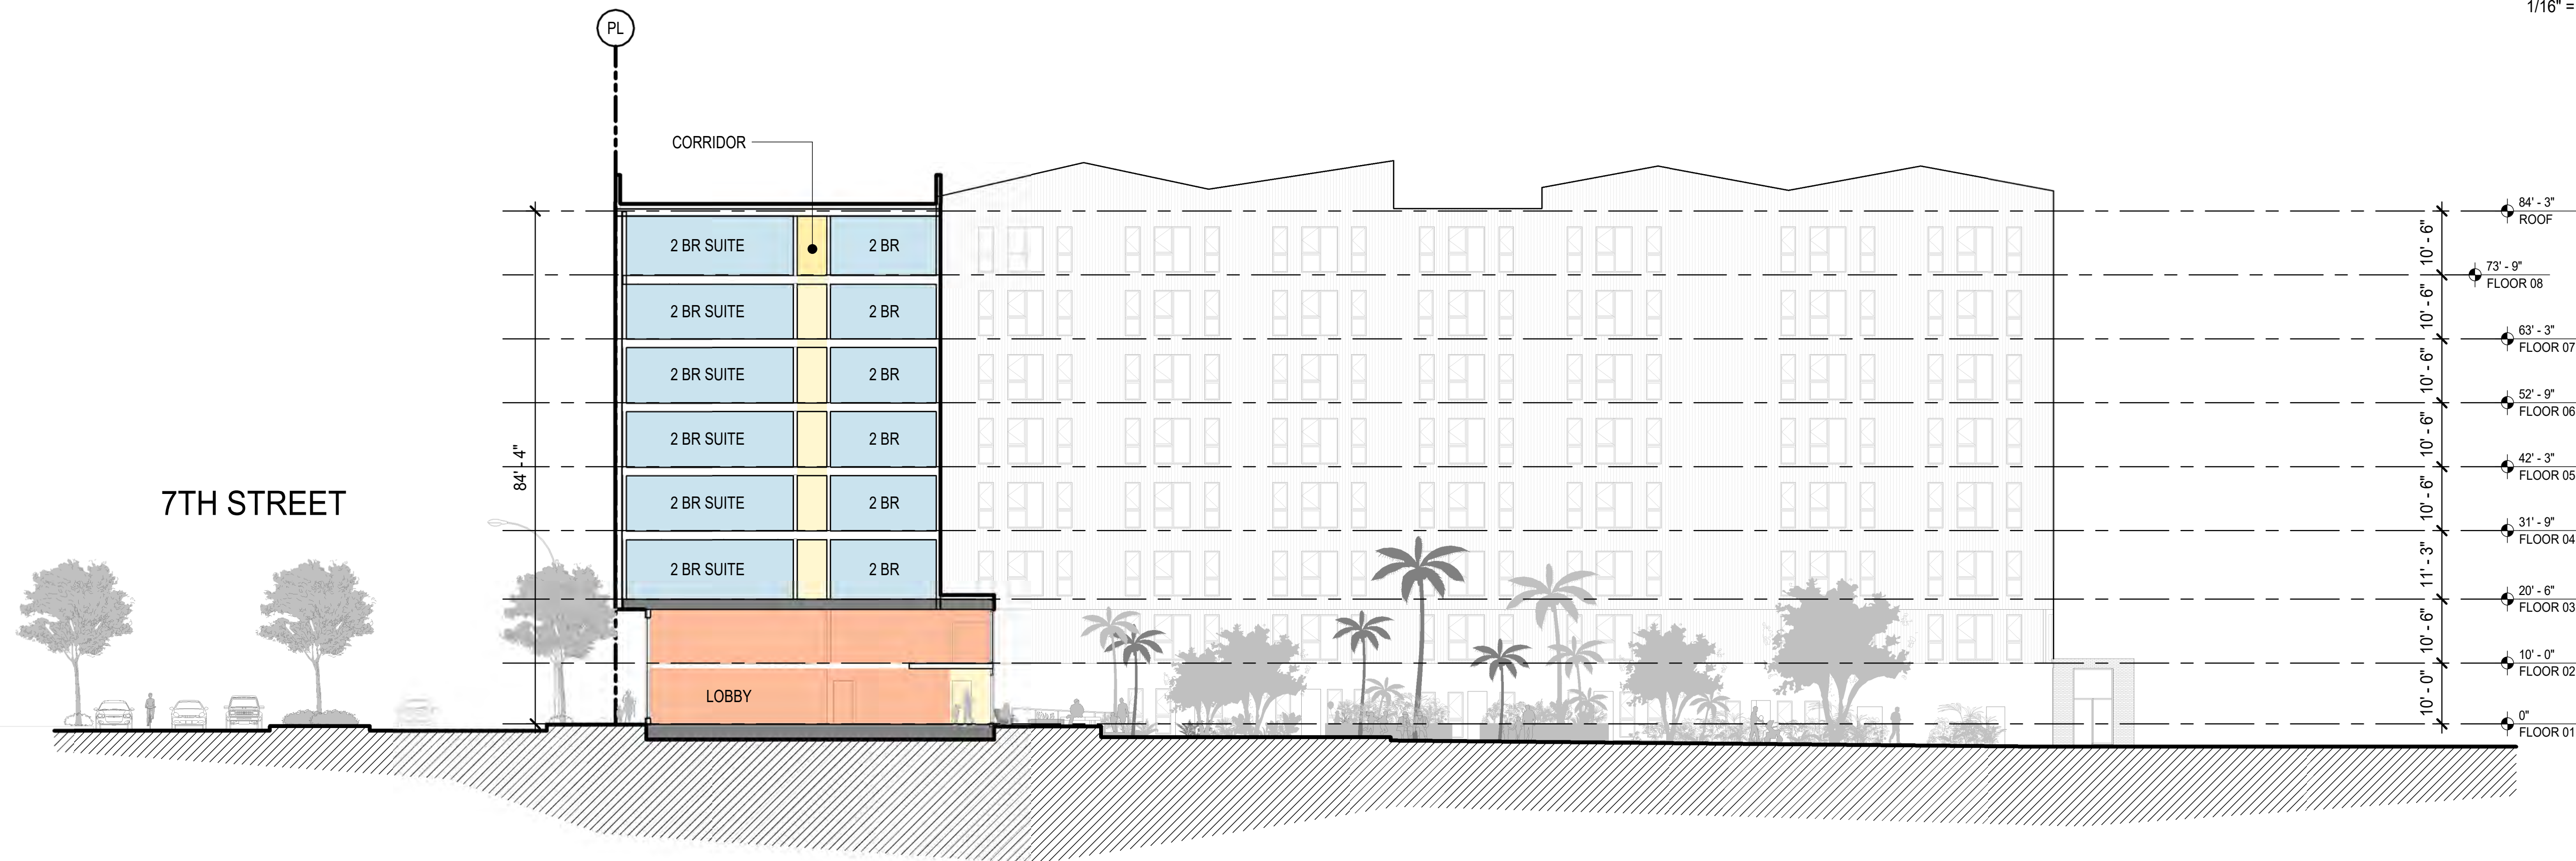 1/16" =
PL
CORRIDOR
2 BR SUITE
2 BR
2 BR SUITE
2 BR
2 BR SUITE
2 BR
2 BR SUITE
2 BR
2 BR SUITE
2 BR
2 BR SUITE
2 BR
LOBBY
7TH STREET
84' - 4"
10' - 6"
10' - 6"
10' - 6"
10' - 6"
10' - 6"
11' - 3"
10' - 6"
10' - 0"
84' - 3"
ROOF
73' - 9"
FLOOR 08
63' - 3"
FLOOR 07
52' - 9"
FLOOR 06
42' - 3"
FLOOR 05
31' - 9"
FLOOR 04
20' - 6"
FLOOR 03
10' - 0"
FLOOR 02
0"
FLOOR 01